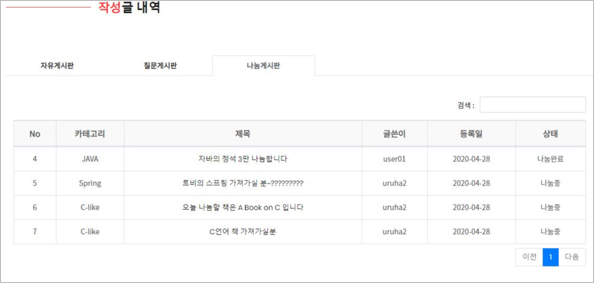 작성글 내역
자유게시판 질문게시판 나눔게시판
검색 :
No 카테고리 제목 글쓴이 등록일 상태
4 JAVA 자바의 정석 3판 나눔합니다 user01 2020-04-28 나눔완료
5 Spring 토비의 스프링 가져가실 분~????????? uruha2 2020-04-28 나눔중
6 C-like 오늘 나눔할 책은 A Book on C 입니다 uruha2 2020-04-28 나눔중
7 C-like C언어 책 가져가실분 uruha2 2020-04-28 나눔중
이전 1 다음